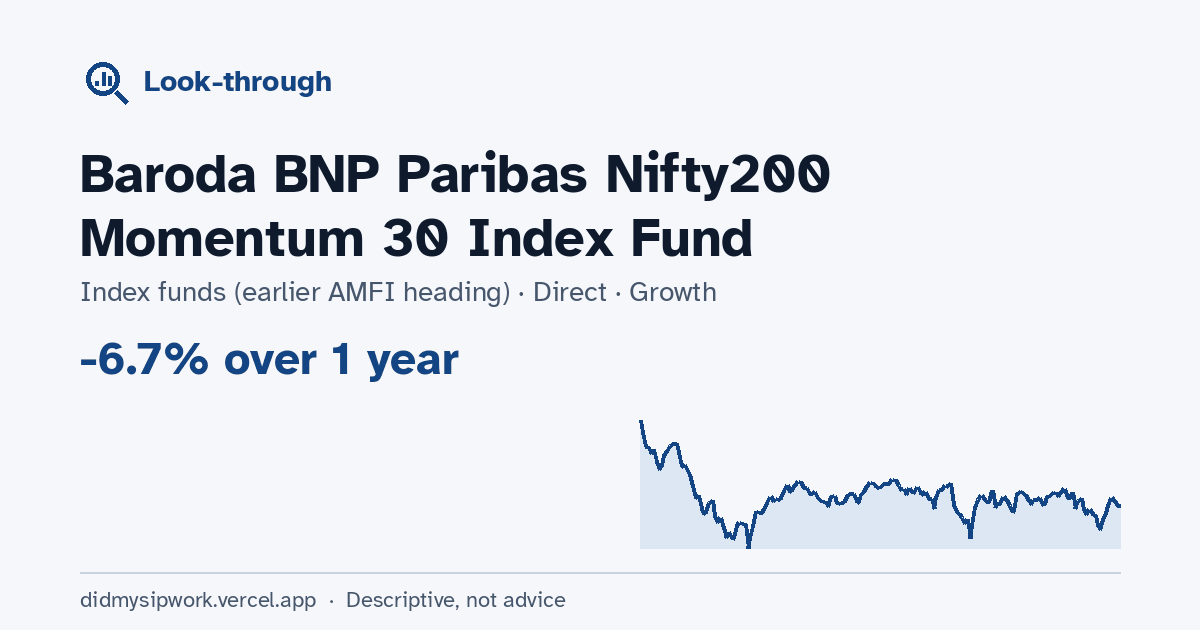 Look-through
Baroda BNP Paribas Nifty200
Momentum 30 Index Fund
Index funds (earlier AMFI heading) · Direct · Growth
-6.7% over 1 year
didmysipwork.vercel.app · Descriptive, not advice